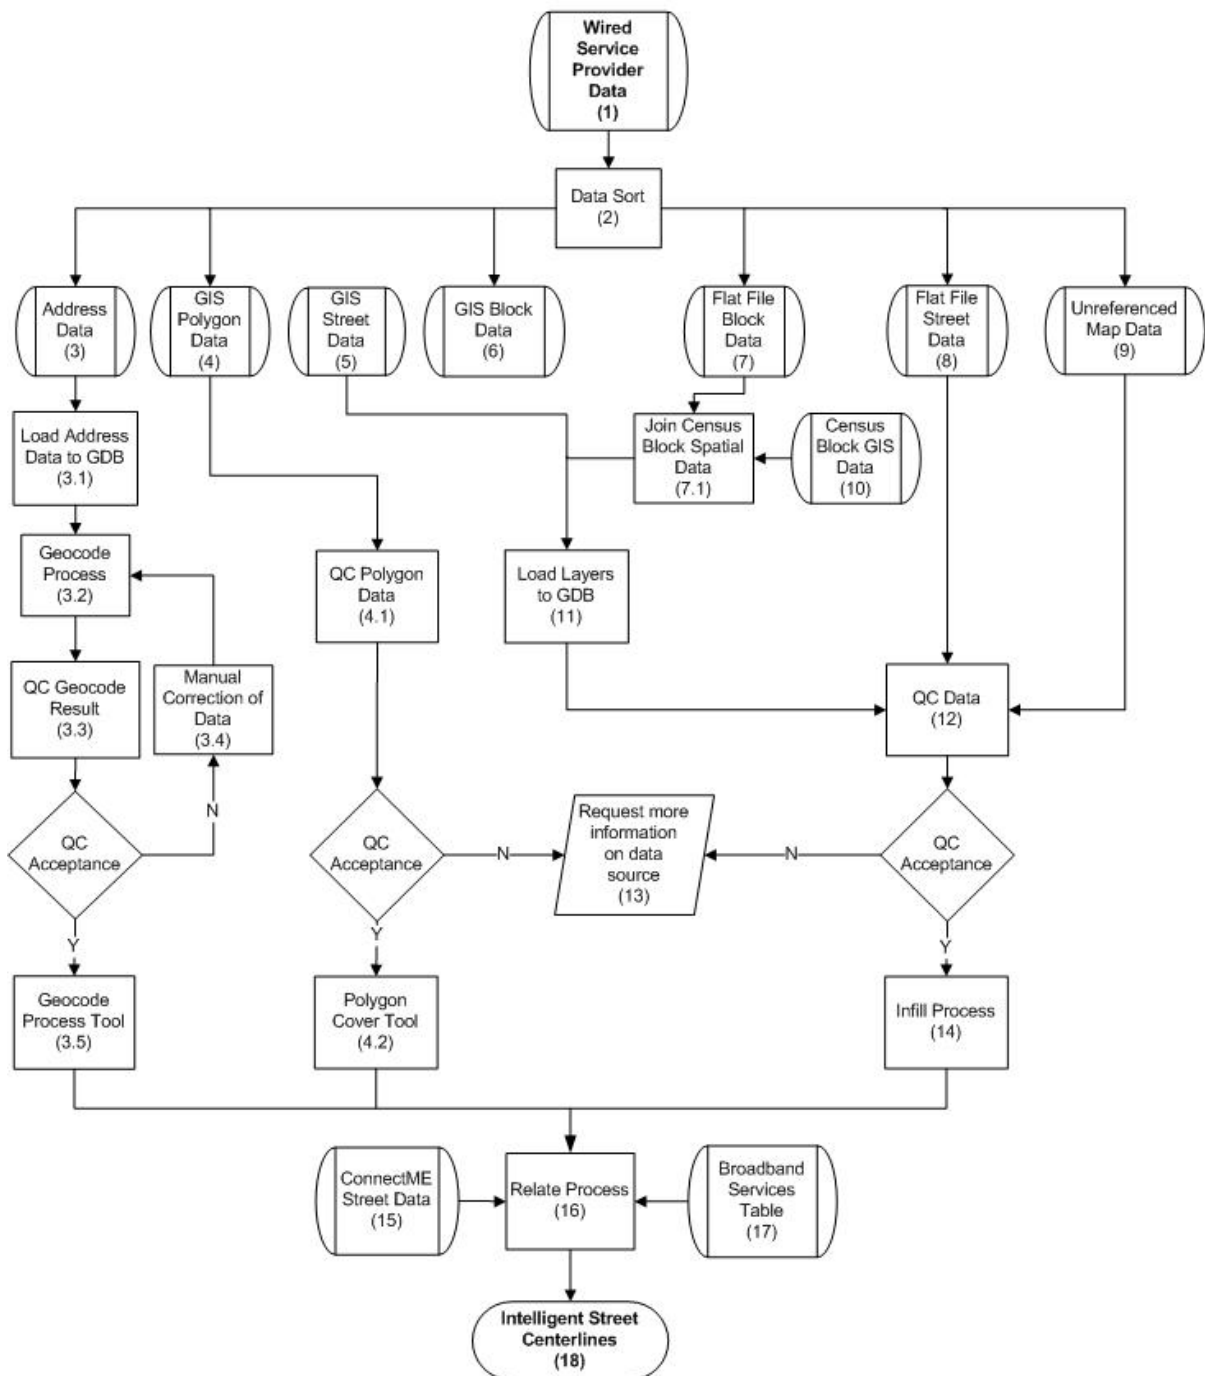 Wired
Service
Provider
Data
(1)
Data Sort
(2)
Address
Data
(3)
GIS
Polygon
Data
(4)
GIS
Street
Data
(5)
GIS Block
Data
(6)
Flat File
Block
Data
(7)
Flat File
Street
Data
(8)
Unreferenced
Map Data
(9)
Load Address
Data to GDB
(3.1)
Join Census
Block Spatial
Data
(7.1)
Census
Block GIS
Data
(10)
Geocode
Process
(3.2)
QC Polygon
Data
(4.1)
Load Layers
to GDB
(11)
QC Geocode
Result
(3.3)
Manual
Correction of
Data
(3.4)
QC Data
(12)
N
QC
Acceptance
QC
Acceptance
N
Request more
information
on data
source
(13)
N
QC
Acceptance
Y
Y
Y
Geocode
Process Tool
(3.5)
Polygon
Cover Tool
(4.2)
Infill Process
(14)
ConnectME
Street Data
(15)
Relate Process
(16)
Broadband
Services
Table
(17)
Intelligent Street
Centerlines
(18)